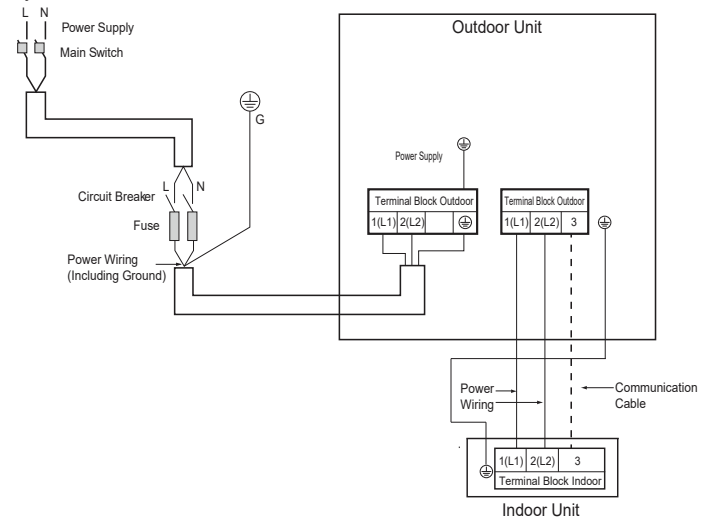 L N
Power Supply
Main Switch
Outdoor Unit
G
Power Supply
L N
Circuit Breaker
Fuse
Terminal Block Outdoor
1(L1) 2(L2)
Terminal Block Outdoor
1(L1) 2(L2) 3
Power Wiring
(Including Ground)
Power
Wiring
Communication
Cable
1(L1) 2(L2) 3
Terminal Block Indoor
Indoor Unit